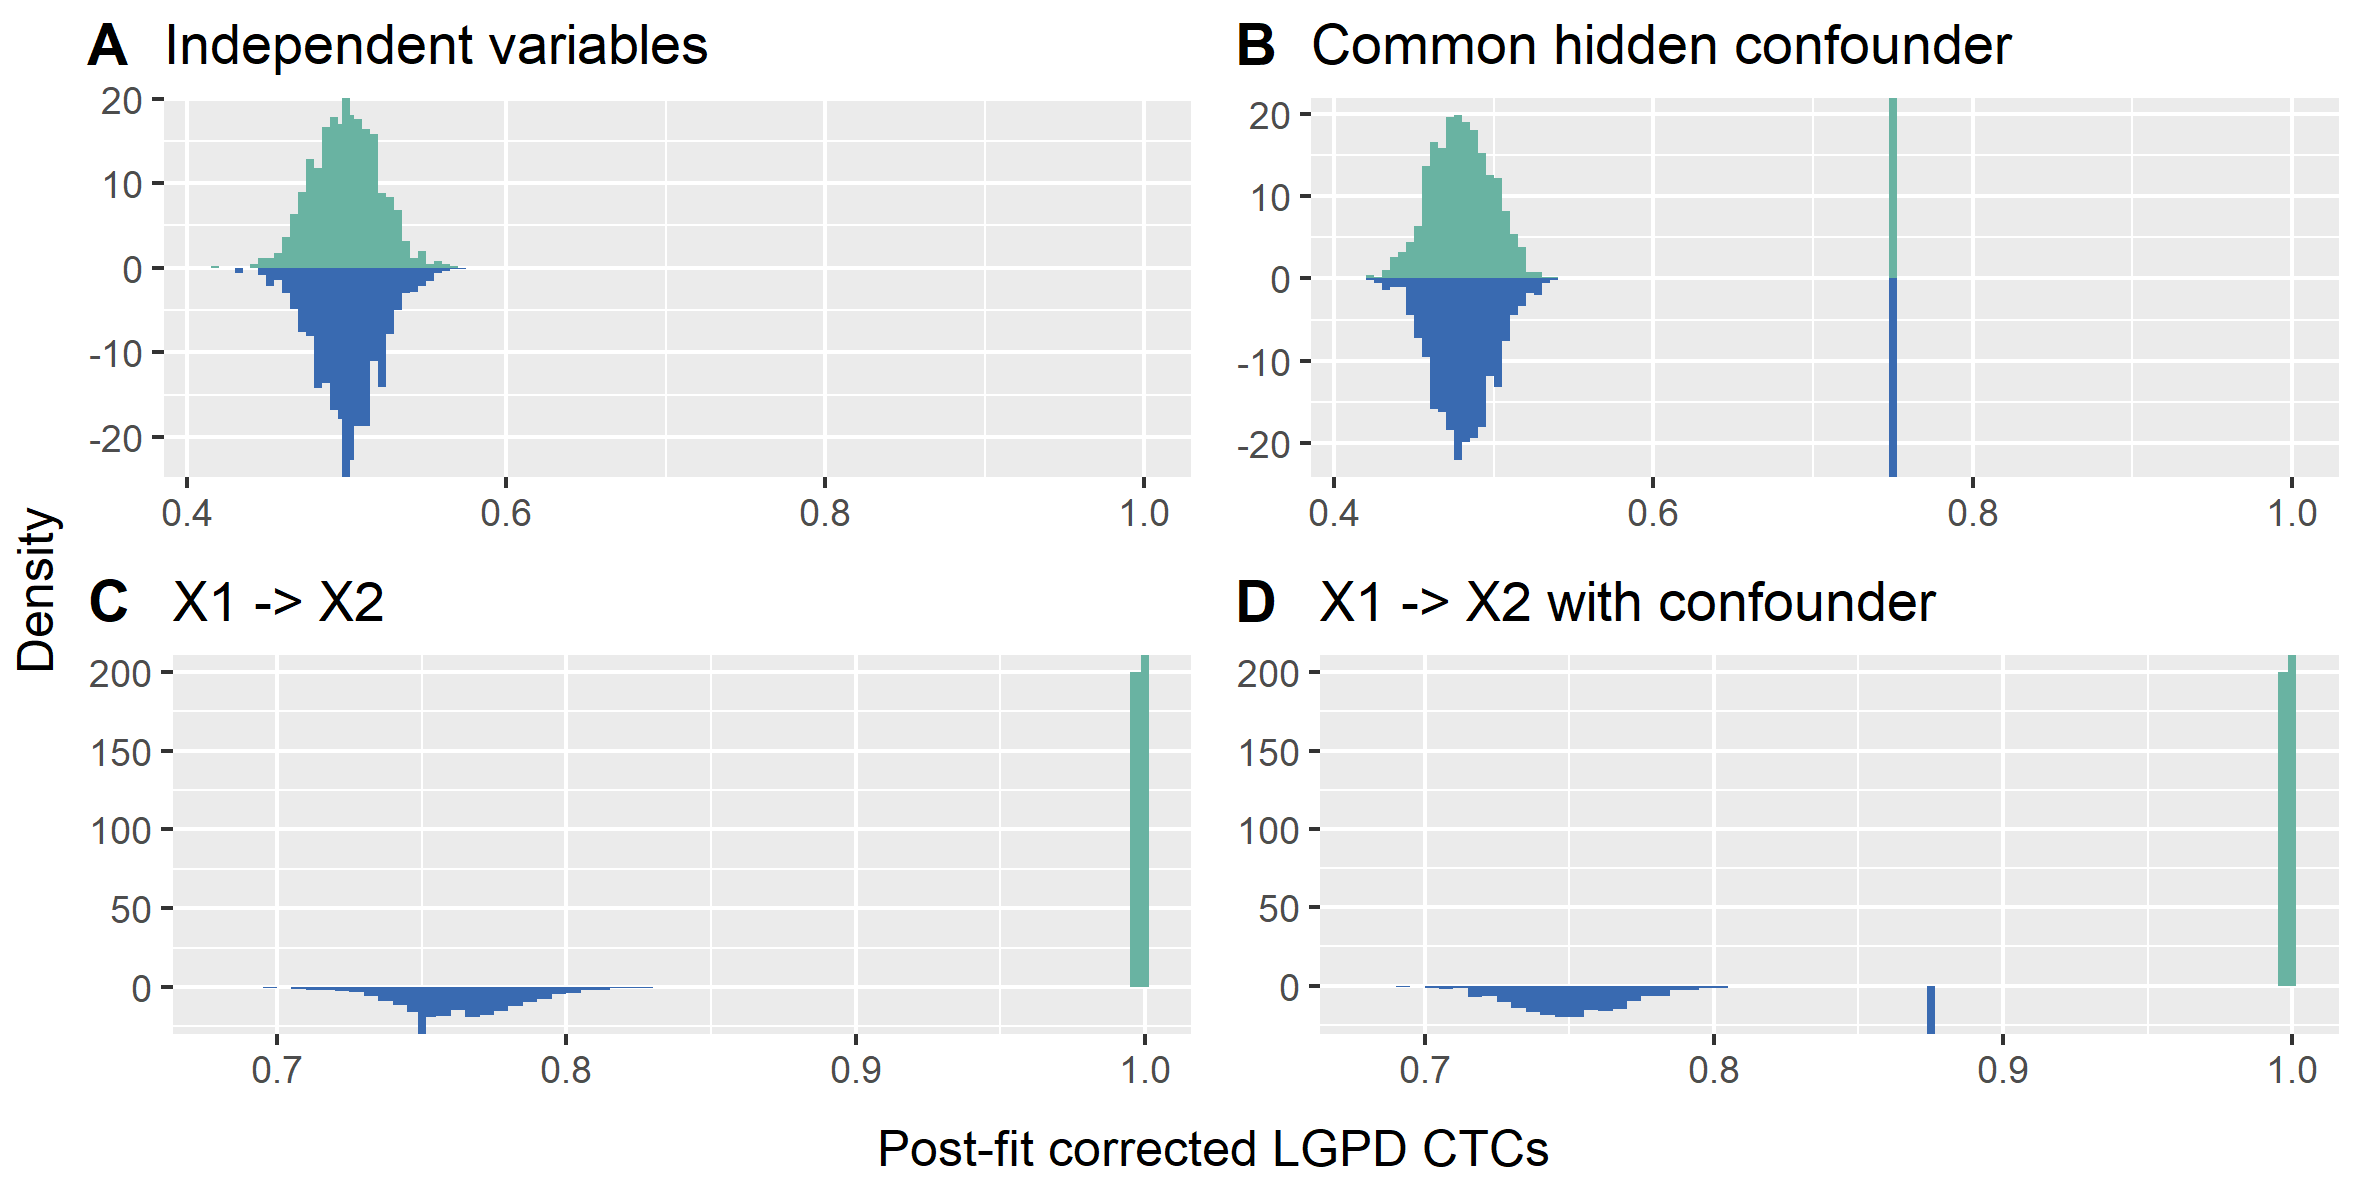 A Independent variables
20
10
0
-10
-20
0.4 0.6 0.8 1.0
B Common hidden confounder
20
10
0
-10
-20
0.4 0.6 0.8 1.0
Density
C X1 -> X2
200
150
100
50
0
0.7 0.8 0.9 1.0
D X1 -> X2 with confounder
200
150
100
50
0
0.7 0.8 0.9 1.0
Post-fit corrected LGPD CTCs